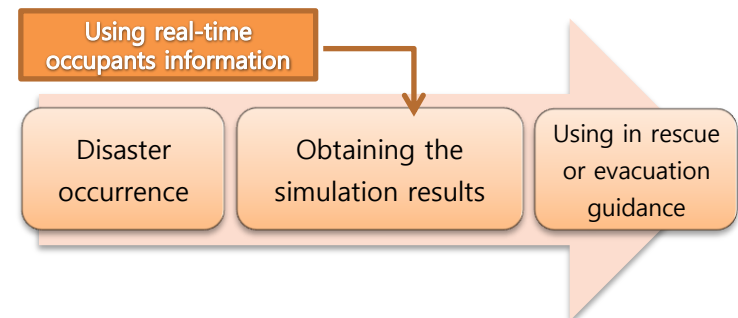 Using real-time
occupants information
Disaster
occurrence
Obtaining the
simulation results
Using in rescue
or evacuation
guidance